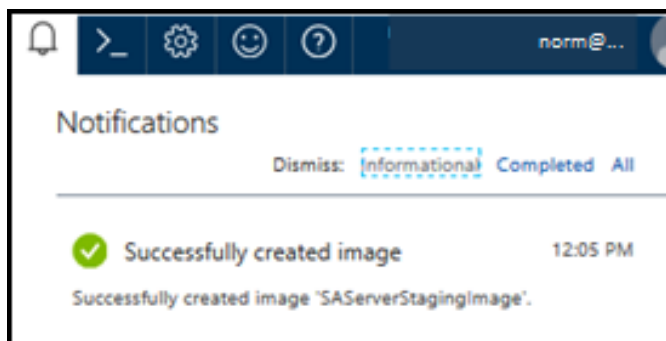 norm@...
Notifications
Dismiss: Informational Completed All
Successfully created image 12:05 PM
Successfully created image 'SAServerStagingImage'.